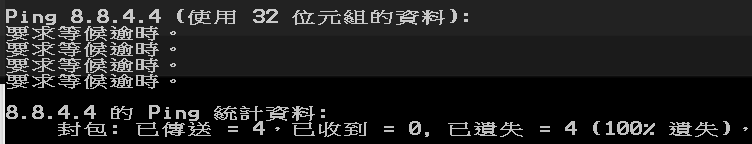 Ping 8.8.4.4 (使用 32 位元組的資料):
要求等候逾時。
要求等候逾時。
要求等候逾時。
要求等候逾時。
8.8.4.4 的 Ping 統計資料:
封包: 已傳送 = 4，已收到 = 0, 已遺失 = 4 (100% 遺失)，